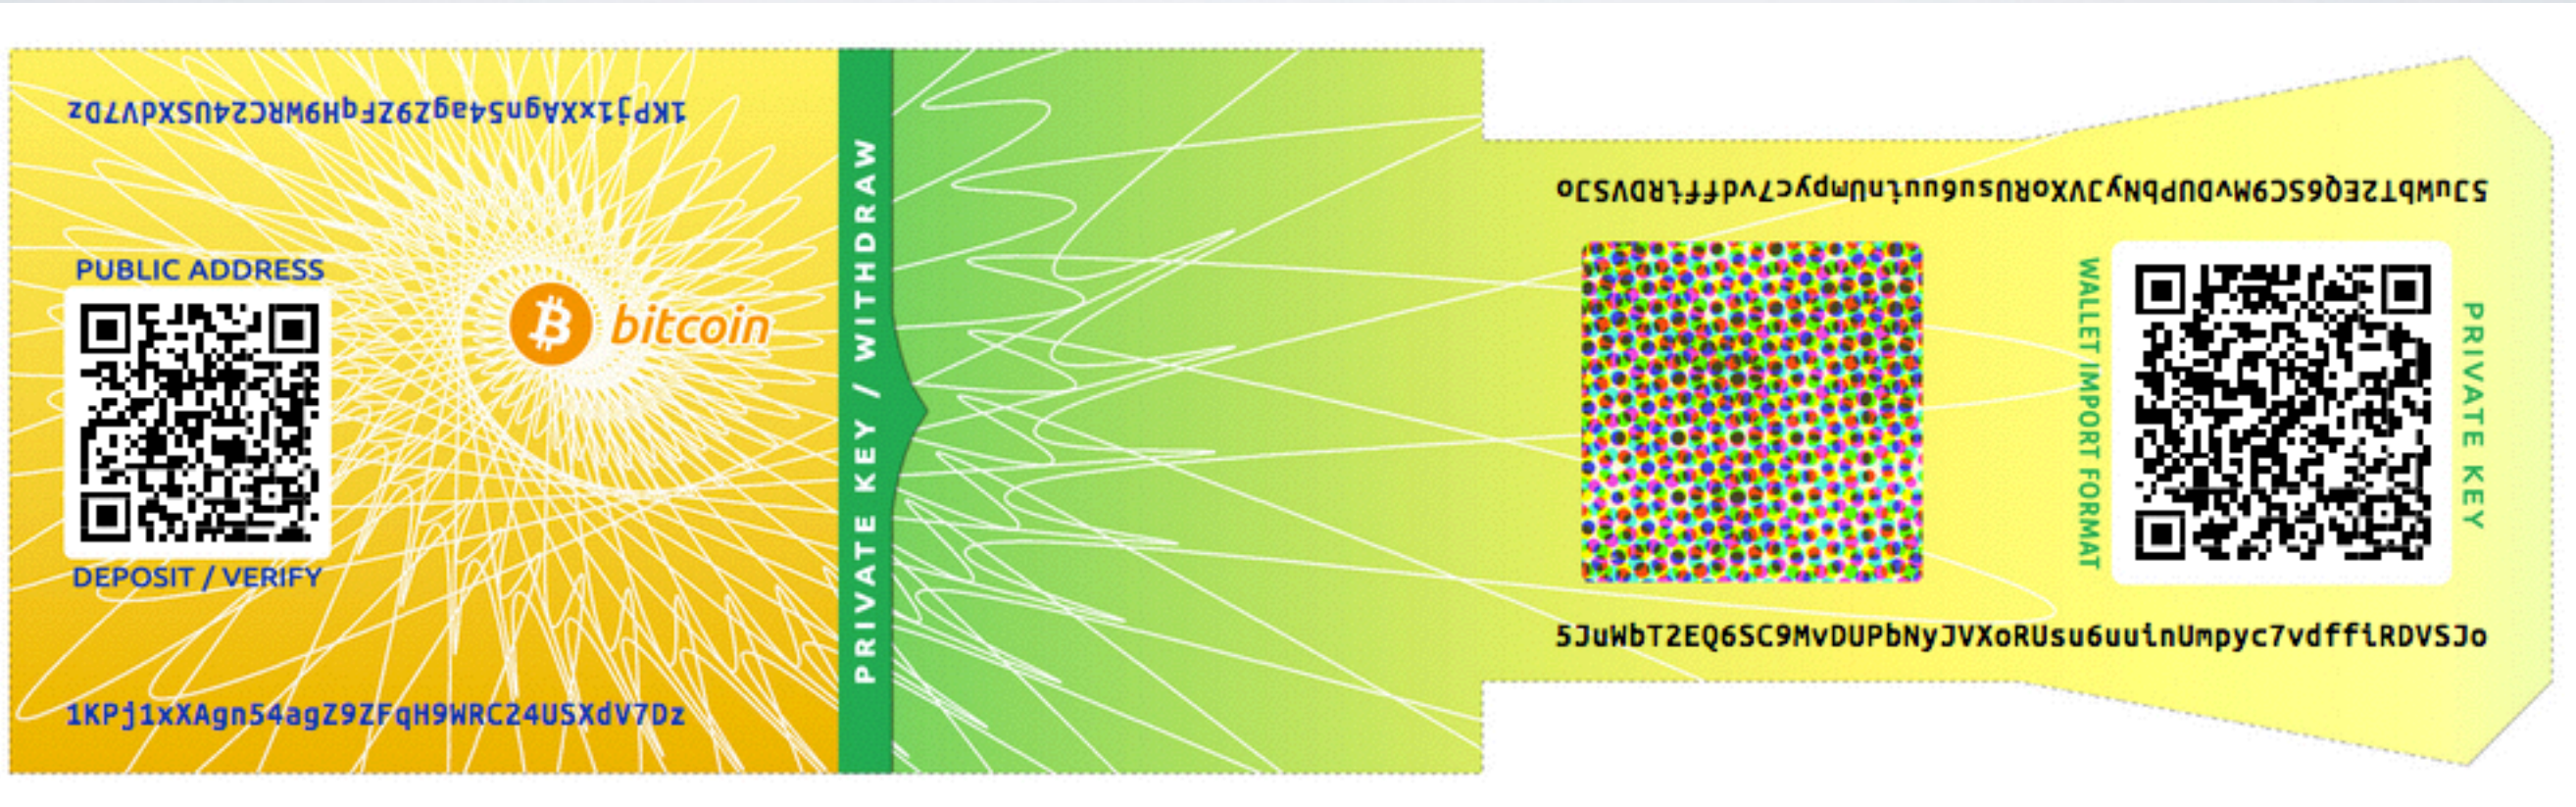 1KPj1xXAgn54agZ9ZFqH9WRC24USXdV7Dz
PUBLIC ADDRESS
bitcoin
DEPOSIT / VERIFY
1KPj1xXAgn54agZ9ZFqH9WRC24USXdV7Dz
PRIVATE KEY / WITHDRAW
5JuWbT2EQ6SC9MvDUPbNyJVXoRUsu6uuinUmpyc7vdffiRDVSJo
WALLET IMPORT FORMAT
PRIVATE KEY
5JuWbT2EQ6SC9MvDUPbNyJVXoRUsu6uuinUmpyc7vdffiRDVSJo